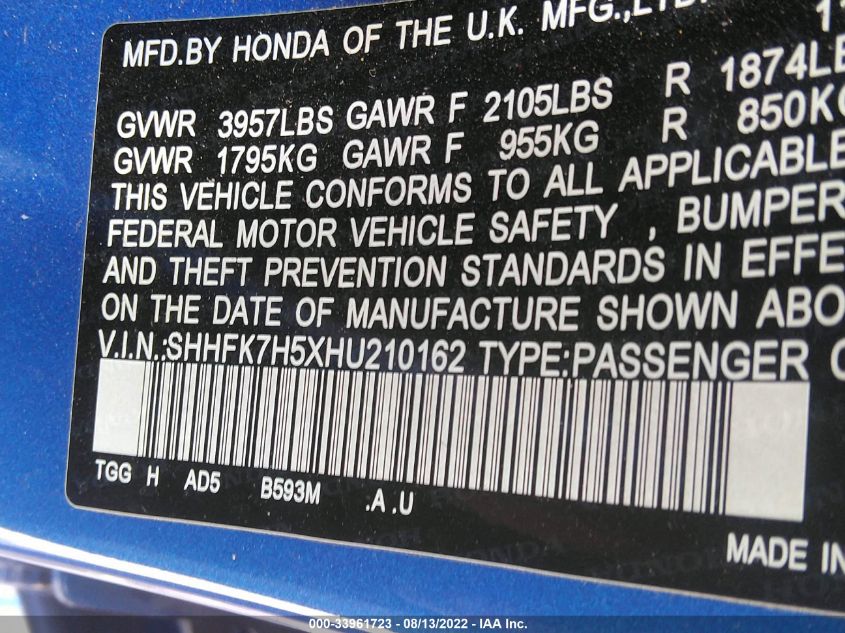 MFD.BY HONDA OF THE U.K. MFG.,LTD. 11
GVWR 3957LBS GAWR F 2105LBS R 1874LB
GVWR 1795KG GAWR F 955KG R 850KG
THIS VEHICLE CONFORMS TO ALL APPLICABLE
FEDERAL MOTOR VEHICLE SAFETY , BUMPER
AND THEFT PREVENTION STANDARDS IN EFFE
ON THE DATE OF MANUFACTURE SHOWN ABO
V.I.N.:SHHFK7H5XHU210162 TYPE:PASSENGER C
TGG H AD5 B593M .A .U
MADE IN
000-33961723 - 08/13/2022 - IAA Inc.